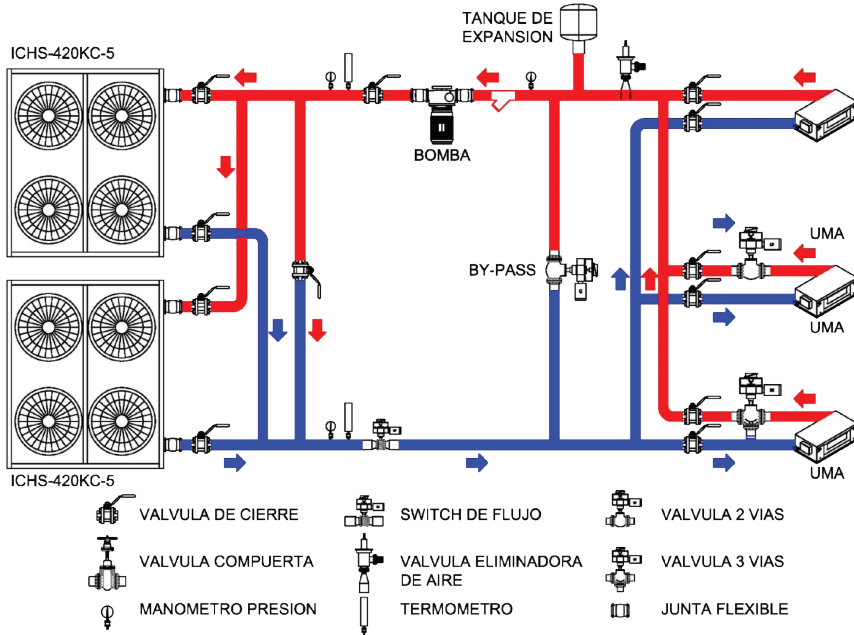 TANQUE DE
EXPANSION
ICHS-420KC-5
BOMBA
UMA
BY-PASS
UMA
ICHS-420KC-5
UMA
VALVULA DE CIERRE
SWITCH DE FLUJO
VALVULA 2 VIAS
VALVULA COMPUERTA
VALVULA ELIMINADORA
DE AIRE
VALVULA 3 VIAS
MANOMETRO PRESION
TERMOMETRO
JUNTA FLEXIBLE